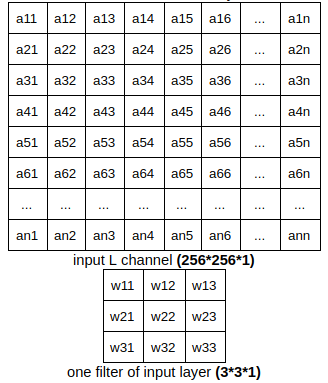 a11 a12 a13 a14 a15 a16 ... a1n
a21 a22 a23 a24 a25 a26 ... a2n
a31 a32 a33 a34 a35 a36 ... a3n
a41 a42 a43 a44 a45 a46 ... a4n
a51 a52 a53 a54 a55 a56 ... a5n
a61 a62 a63 a64 a65 a66 ... a6n
... ... ... ... ... ... ... ...
an1 an2 an3 an4 an5 an6 ... ann
input L channel (256*256*1)
w11 w12 w13
w21 w22 w23
w31 w32 w33
one filter of input layer (3*3*1)